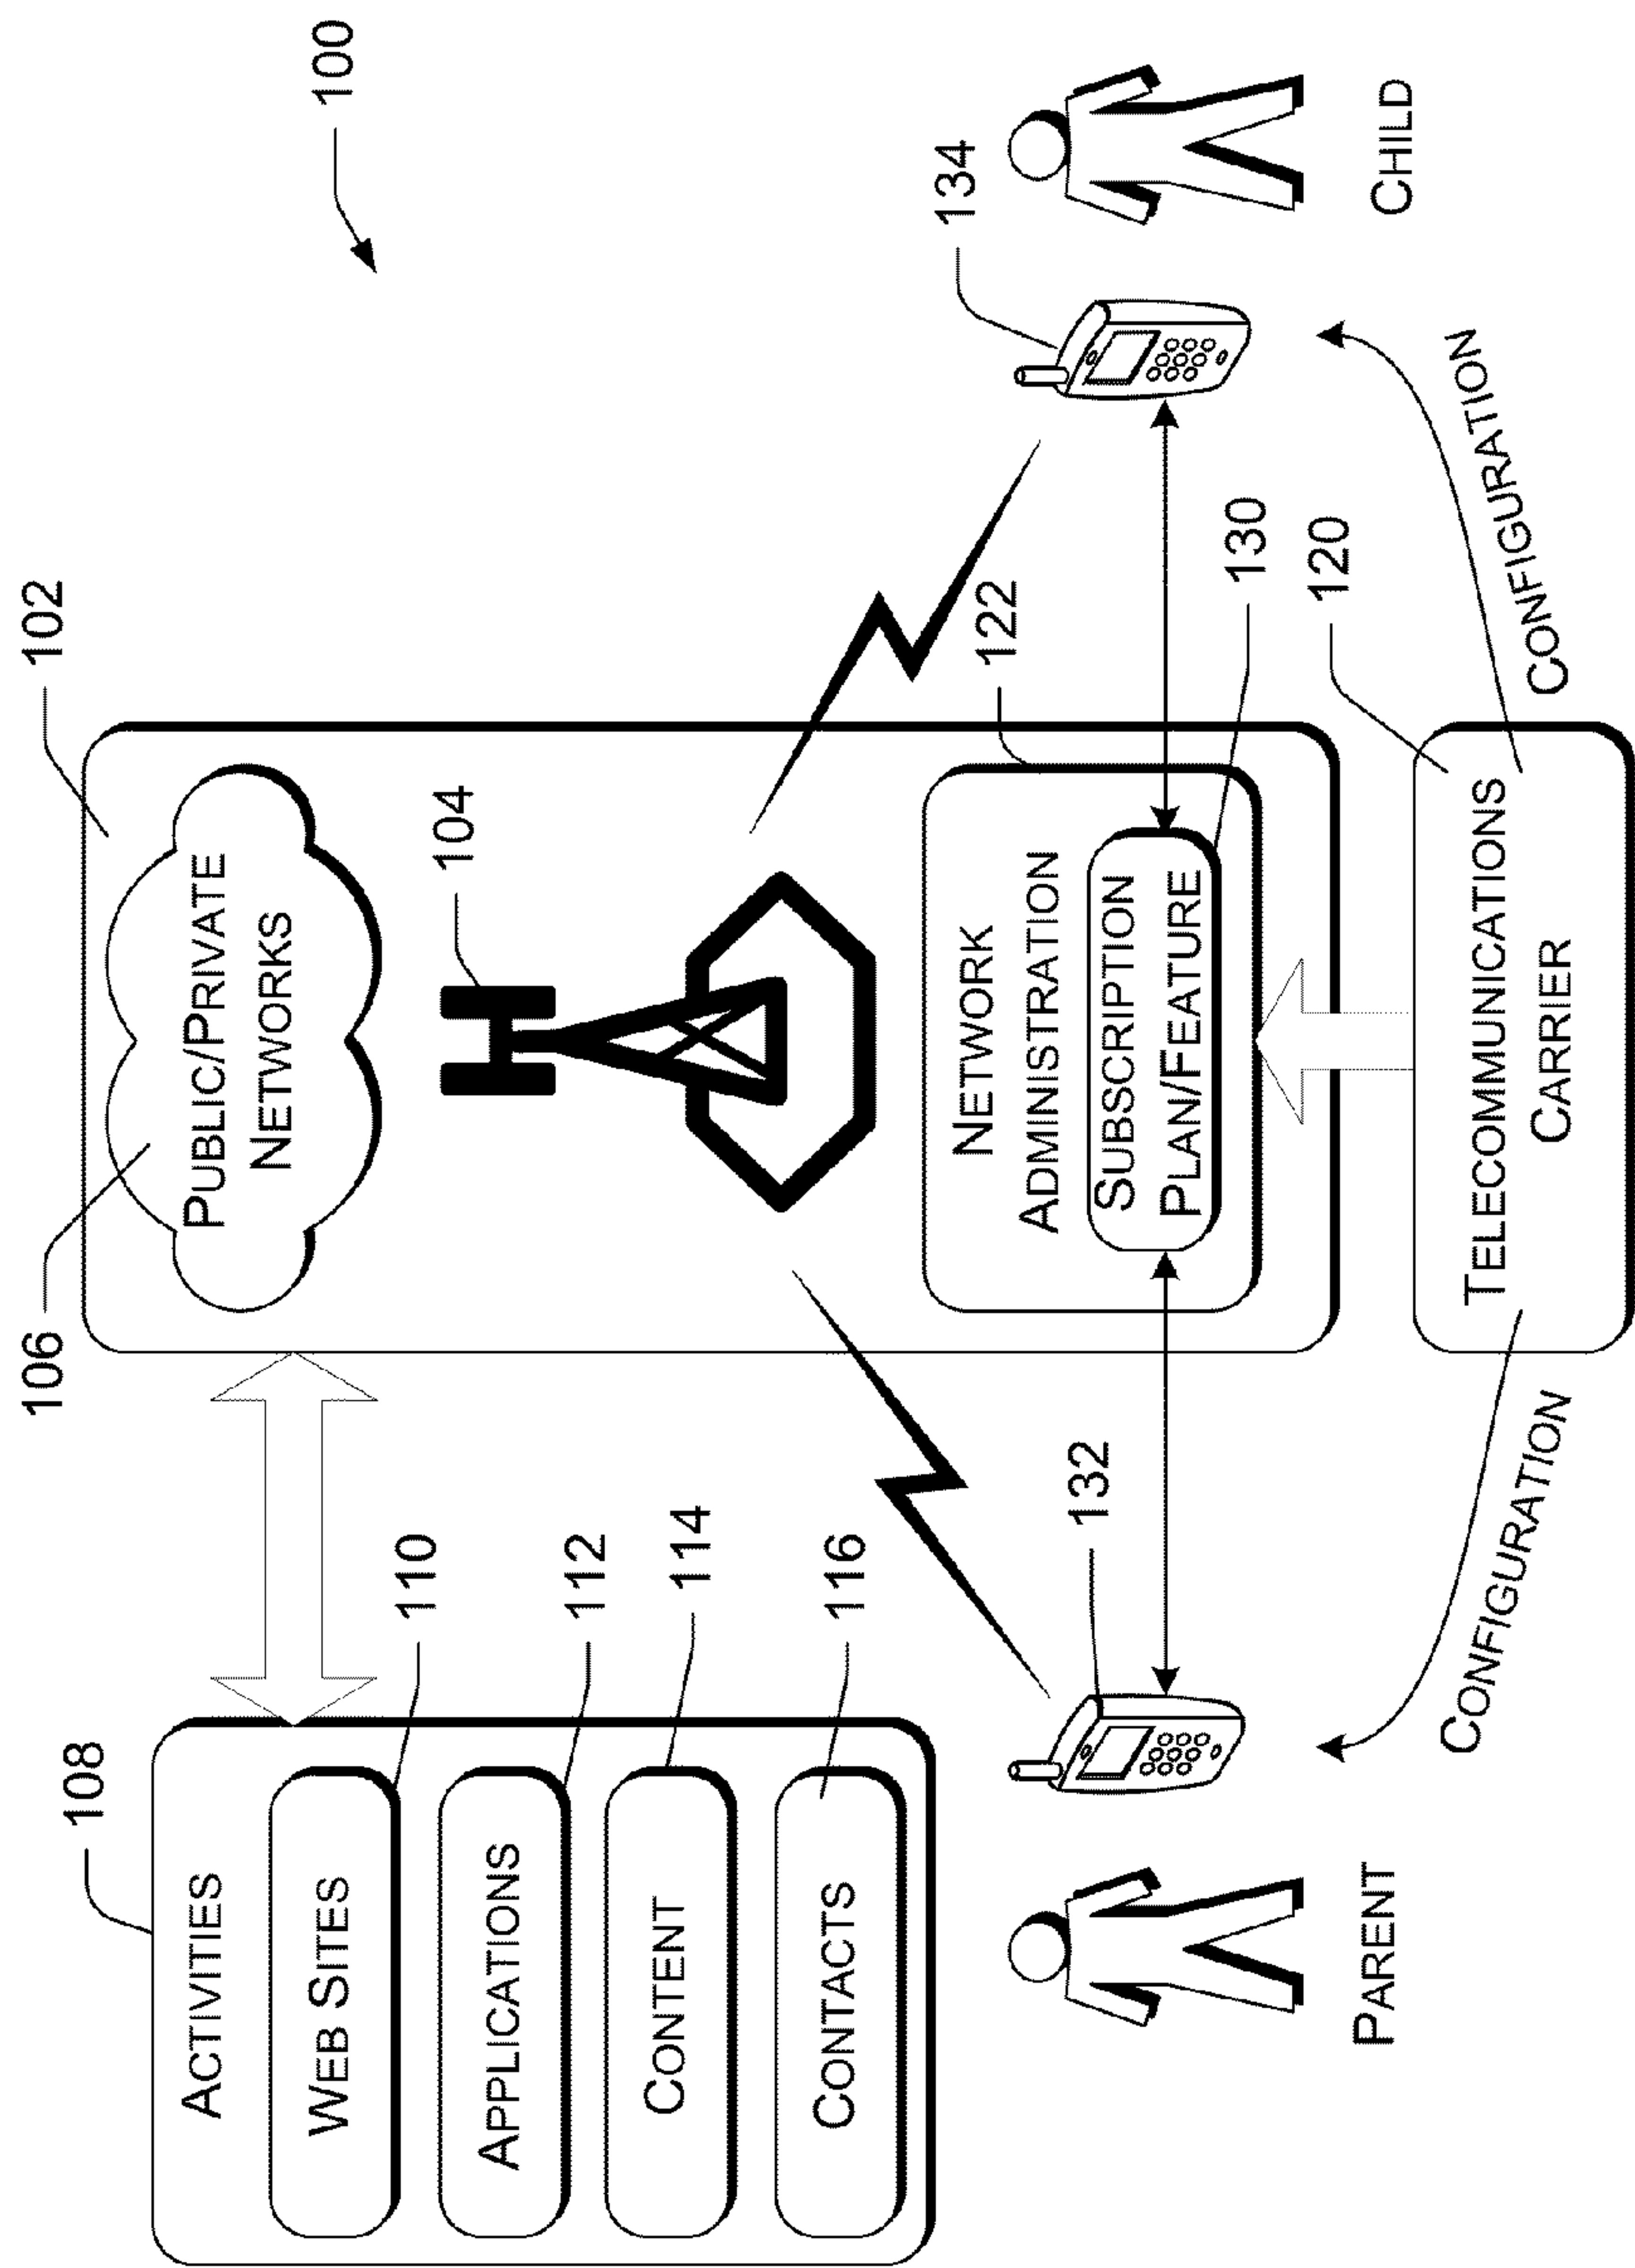 100
102
106
PUBLIC/PRIVATE
NETWORKS
104
108
ACTIVITIES
WEB SITES
110
APPLICATIONS
112
CONTENT
114
CONTACTS
116
NETWORK
ADMINISTRATION
122
SUBSCRIPTION
PLAN/FEATURE
130
132
134
PARENT
CHILD
CONFIGURATION
CONFIGURATION
TELECOMMUNICATIONS
CARRIER
120